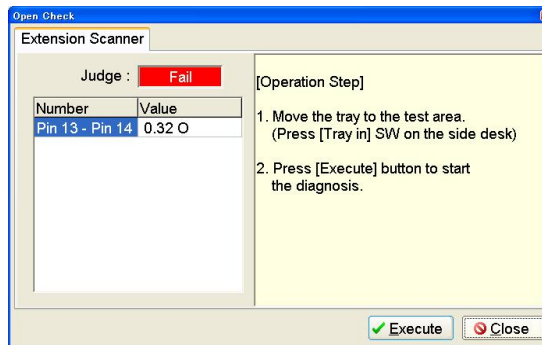 Open Check
Extension Scanner
Judge : Fail
Number Value
Pin 13 - Pin 14 0.32 O
[Operation Step]
1. Move the tray to the test area.
(Press [Tray in] SW on the side desk)
2. Press [Execute] button to start
the diagnosis.
Execute Close